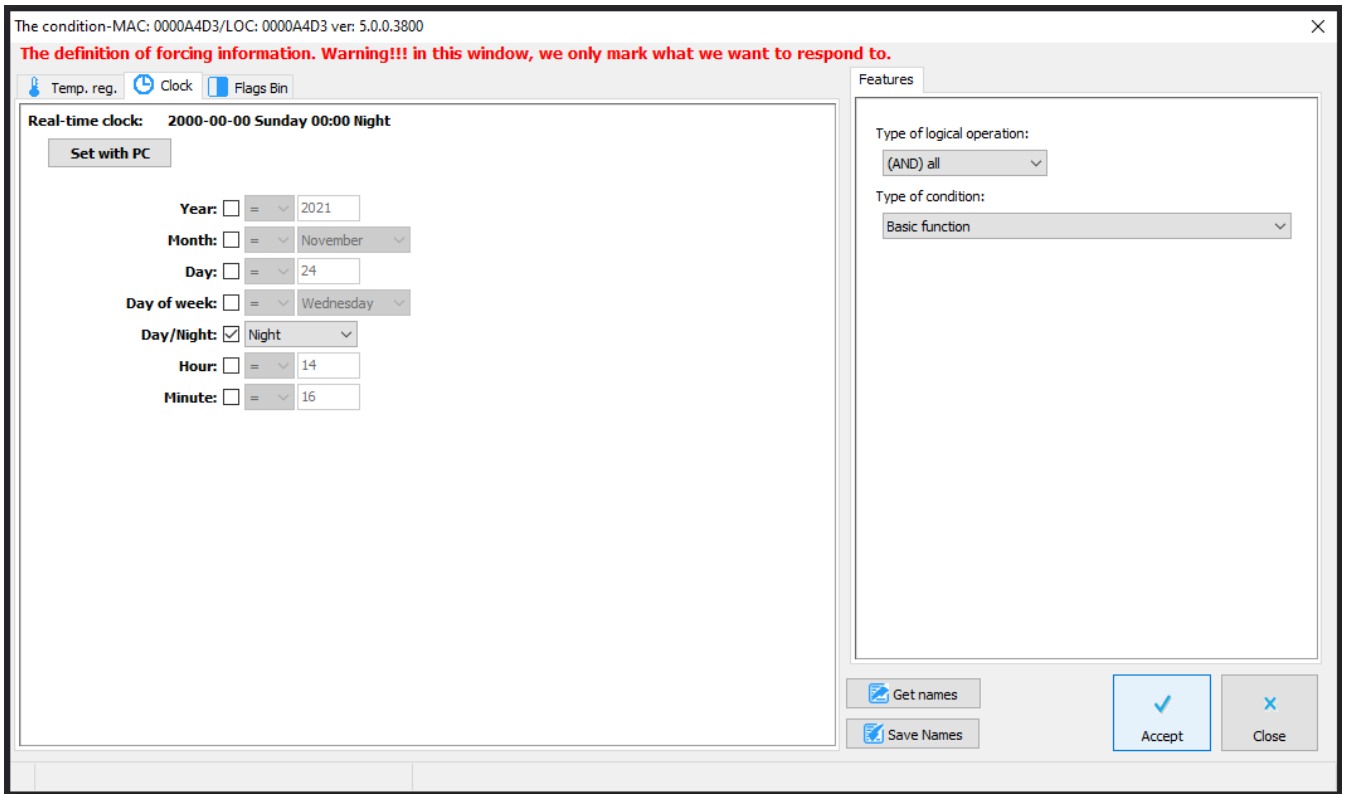 The condition-MAC: 0000A4D3/LOC: 0000A4D3 ver: 5.0.0.3800
The definition of forcing information. Warning!!! in this window, we only mark what we want to respond to.
Temp. reg. Clock Flags Bin
Real-time clock: 2000-00-00 Sunday 00:00 Night
Set with PC
Year: = 2021
Month: = November
Day: = 24
Day of week: = Wednesday
Day/Night: Night
Hour: = 14
Minute: = 16
Features
Type of logical operation:
(AND) all
Type of condition:
Basic function
Get names
Save Names
Accept
Close